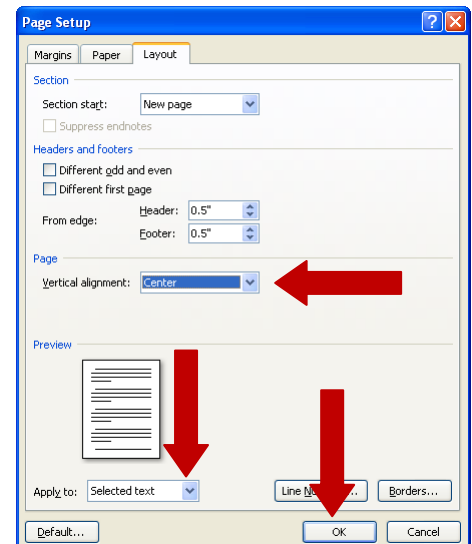 Page Setup
Margins Paper Layout
Section
Section start: New page
Suppress endnotes
Headers and footers
Different odd and even
Different first page
From edge: Header: 0.5"
Footer: 0.5"
Page
Vertical alignment: Center
Preview
Apply to: Selected text Line Borders...
Default... OK Cancel